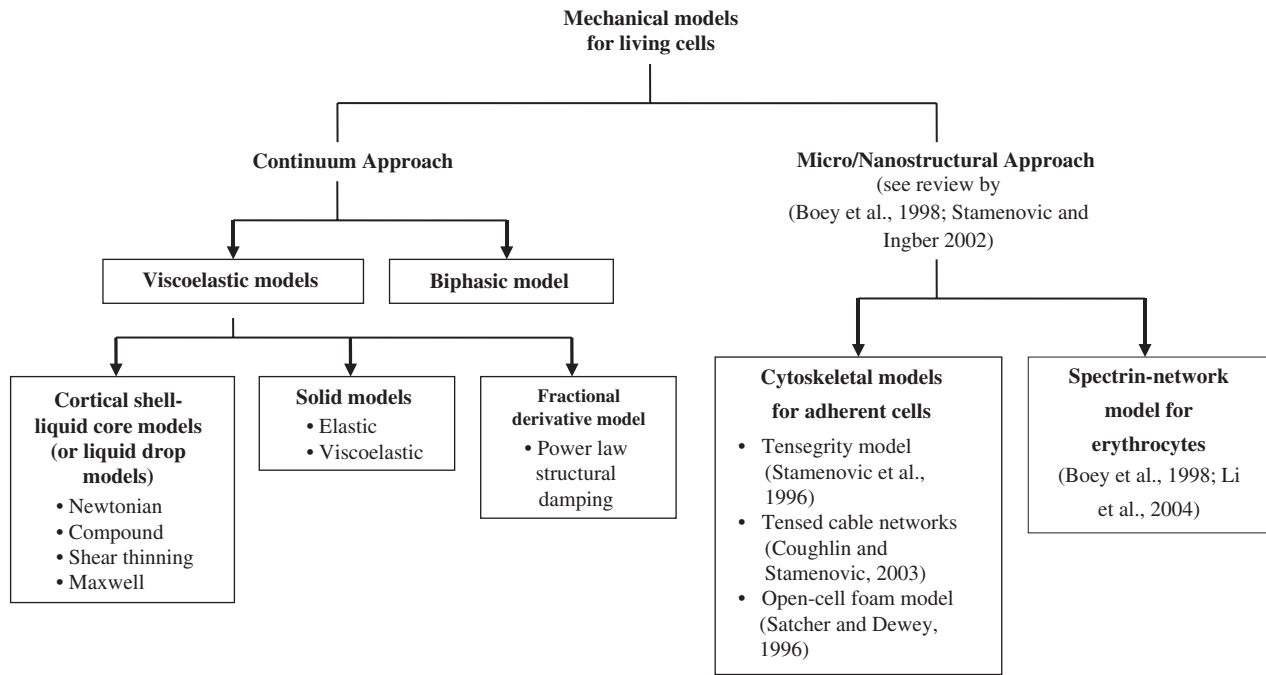 Mechanical models
for living cells
Continuum Approach
Micro/Nanostructural Approach
(see review by
(Boey et al., 1998; Stamenovic and
Ingber 2002)
Viscoelastic models
Biphasic model
Cortical shell-
liquid core models
(or liquid drop
models)
• Newtonian
• Compound
• Shear thinning
• Maxwell
Solid models
• Elastic
• Viscoelastic
Fractional
derivative model
• Power law
structural
damping
Cytoskeletal models
for adherent cells
• Tensegrity model
(Stamenovic et al.,
1996)
• Tensed cable networks
(Coughlin and
Stamenovic, 2003)
• Open-cell foam model
(Satcher and Dewey,
1996)
Spectrin-network
model for
erythrocytes
(Boey et al., 1998; Li
et al., 2004)